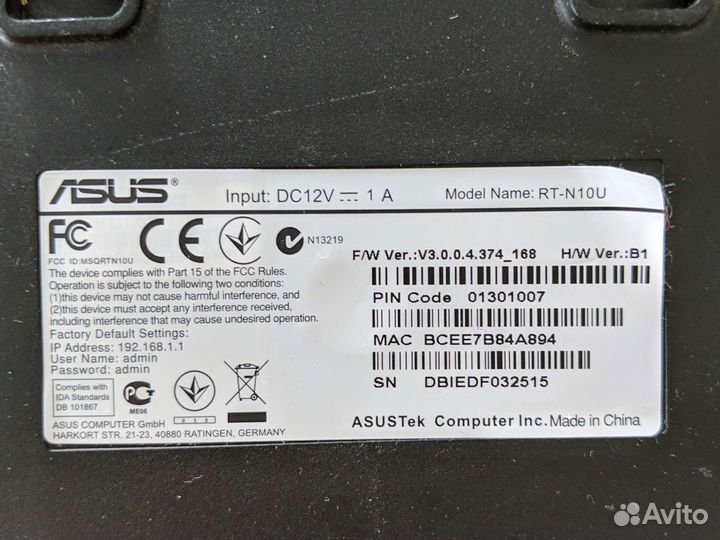 ASUS®
Input: DC12V 1 A
Model Name: RT-N10U
FC CE N13219
FCC ID:MSQRTN10U
The device complies with Part 15 of the FCC Rules.
Operation is subject to the following two conditions:
(1)this device may not cause harmful interference, and
(2)this device must accept any interference received,
including interference that may cause undesired operation.
Factory Default Settings:
IP Address: 192.168.1.1
User Name: admin
Password: admin
Complies with
IDA Standards
DB 101867
ME06
ASUS COMPUTER GmbH
HARKORT STR. 21-23, 40880 RATINGEN, GERMANY
F/W Ver.:V3.0.0.4.374_168 H/W Ver.:B1
PIN Code 01301007
MAC BCEE7B84A894
SN DBIEDF032515
ASUSTek Computer Inc. Made in China
Avito